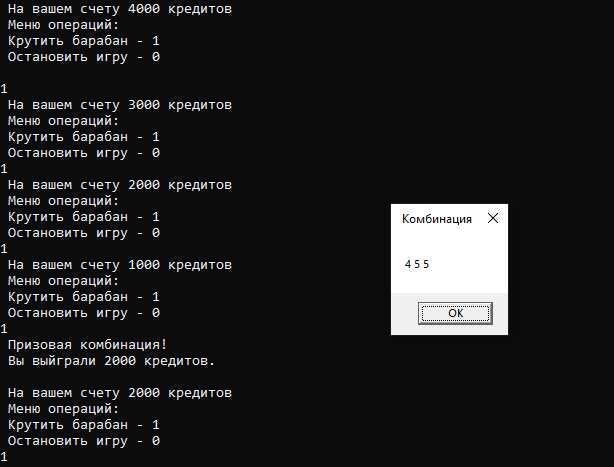 На вашем счету 4000 кредитов
Меню операций:
Крутить барабан - 1
Остановить игру - 0
1
На вашем счету 3000 кредитов
Меню операций:
Крутить барабан - 1
Остановить игру - 0
1
На вашем счету 2000 кредитов
Меню операций:
Крутить барабан - 1
Остановить игру - 0
1
На вашем счету 1000 кредитов
Меню операций:
Крутить барабан - 1
Остановить игру - 0
1
Призовая комбинация!
Вы выйграли 2000 кредитов.
На вашем счету 2000 кредитов
Меню операций:
Крутить барабан - 1
Остановить игру - 0
1
Комбинация
4 5 5
OK